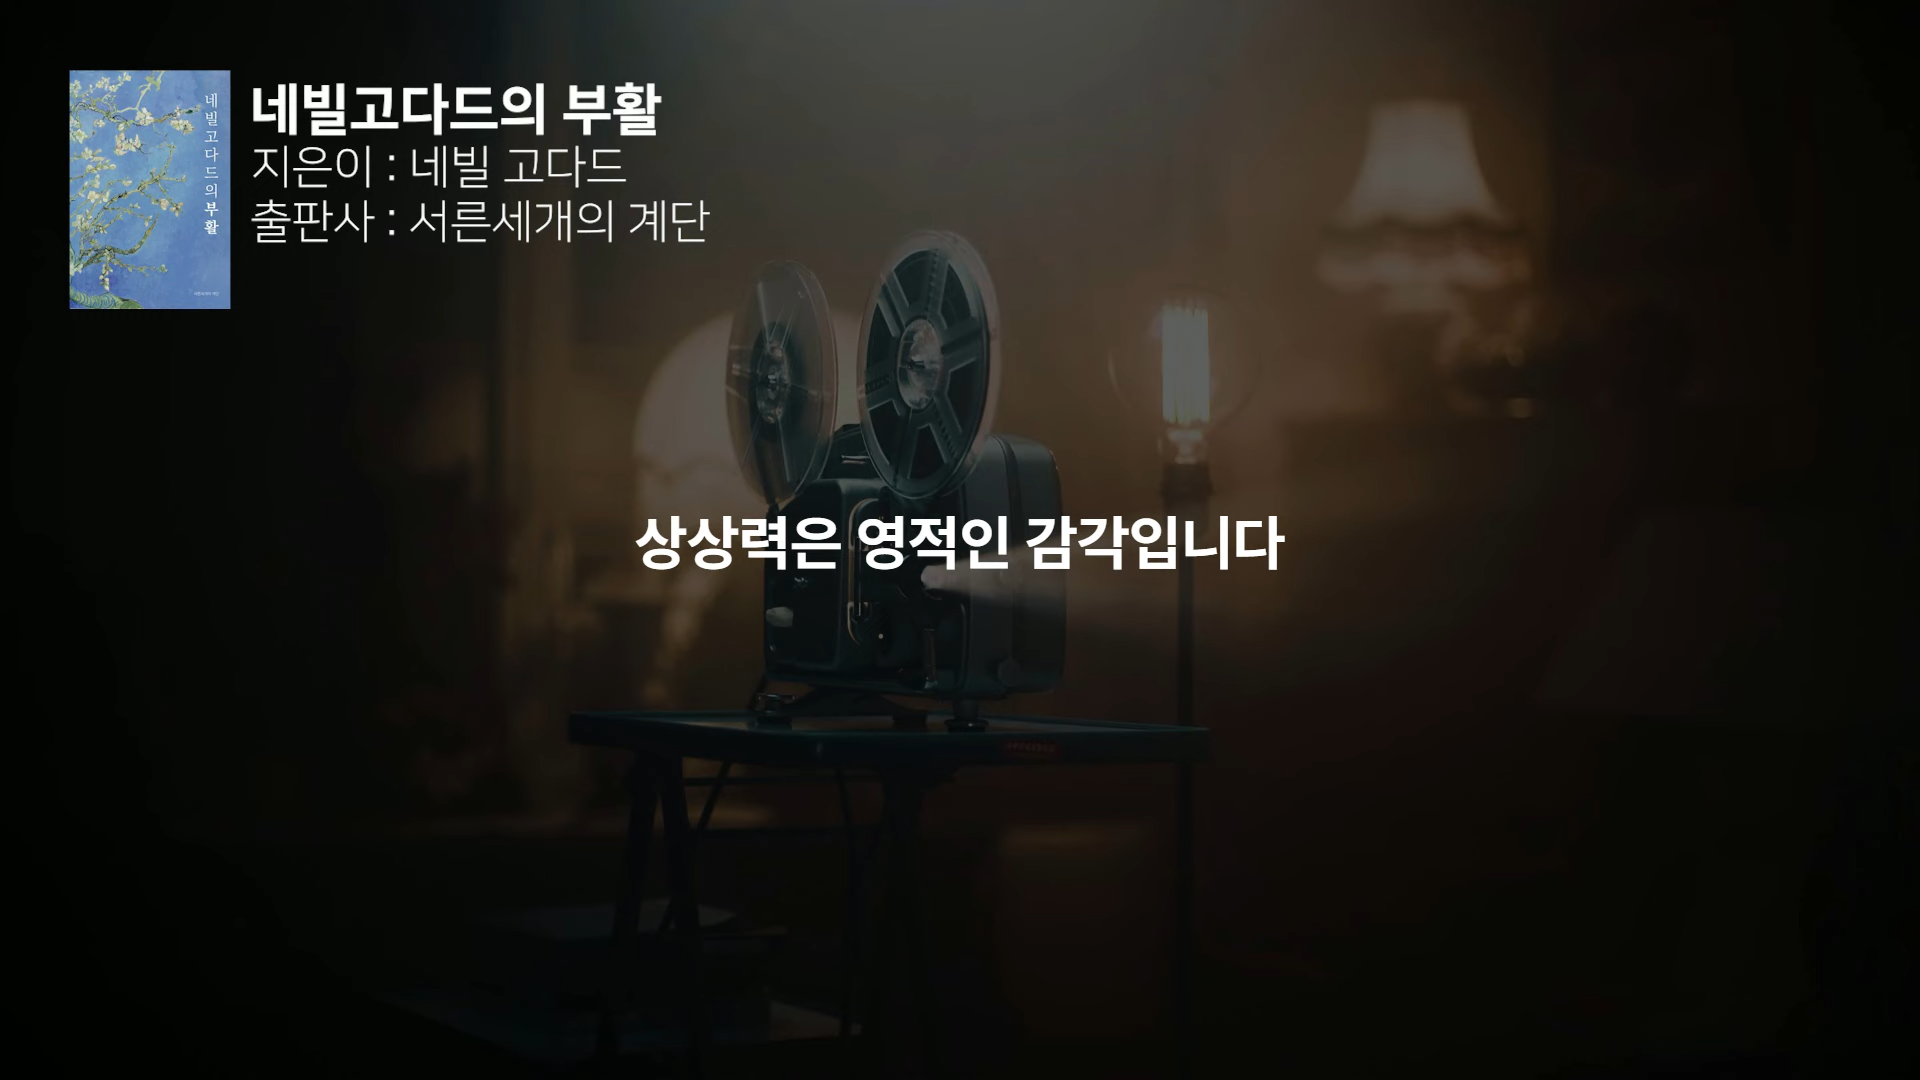 네빌고다드의 부활
네빌고다드의 부활
지은이 : 네빌 고다드
출판사 : 서른세개의 계단
상상력은 영적인 감각입니다